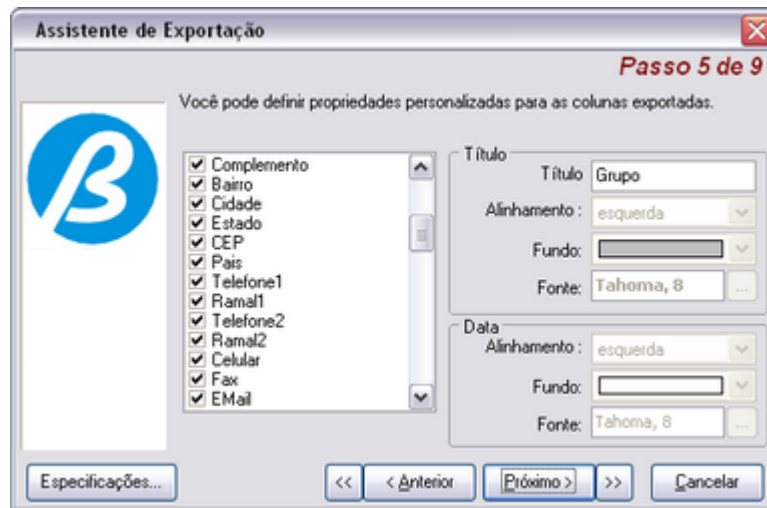 Assistente de Exportação
Passo 5 de 9
Você pode definir propriedades personalizadas para as colunas exportadas.
Complemento
Bairro
Cidade
Estado
CEP
Pais
Telefone1
Ramal1
Telefone2
Ramal2
Celular
Fax
EMail
Título
Título Grupo
Alinhamento : esquerda
Fundo:
Fonte: Tahoma, 8 ...
Data
Alinhamento : esquerda
Fundo:
Fonte: Tahoma, 8 ...
Especificações... << < Anterior Próximo > >> Cancelar